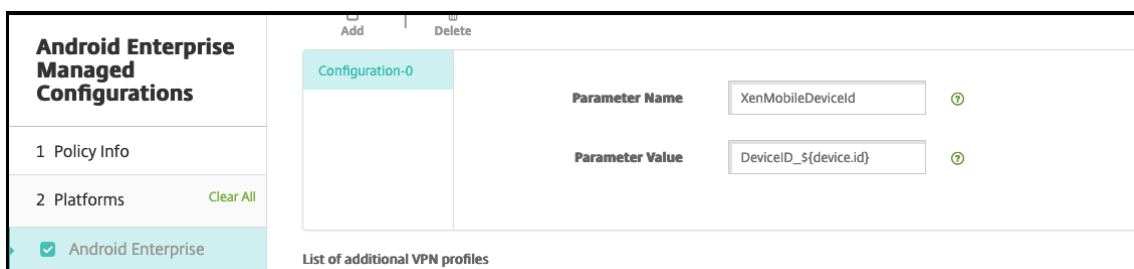 Add
Delete
Android Enterprise
Managed
Configurations
1 Policy Info
2 Platforms
Clear All
Android Enterprise
Configuration-0
Parameter Name
XenMobileDeviceId
Parameter Value
DeviceID_${device.id}
List of additional VPN profiles